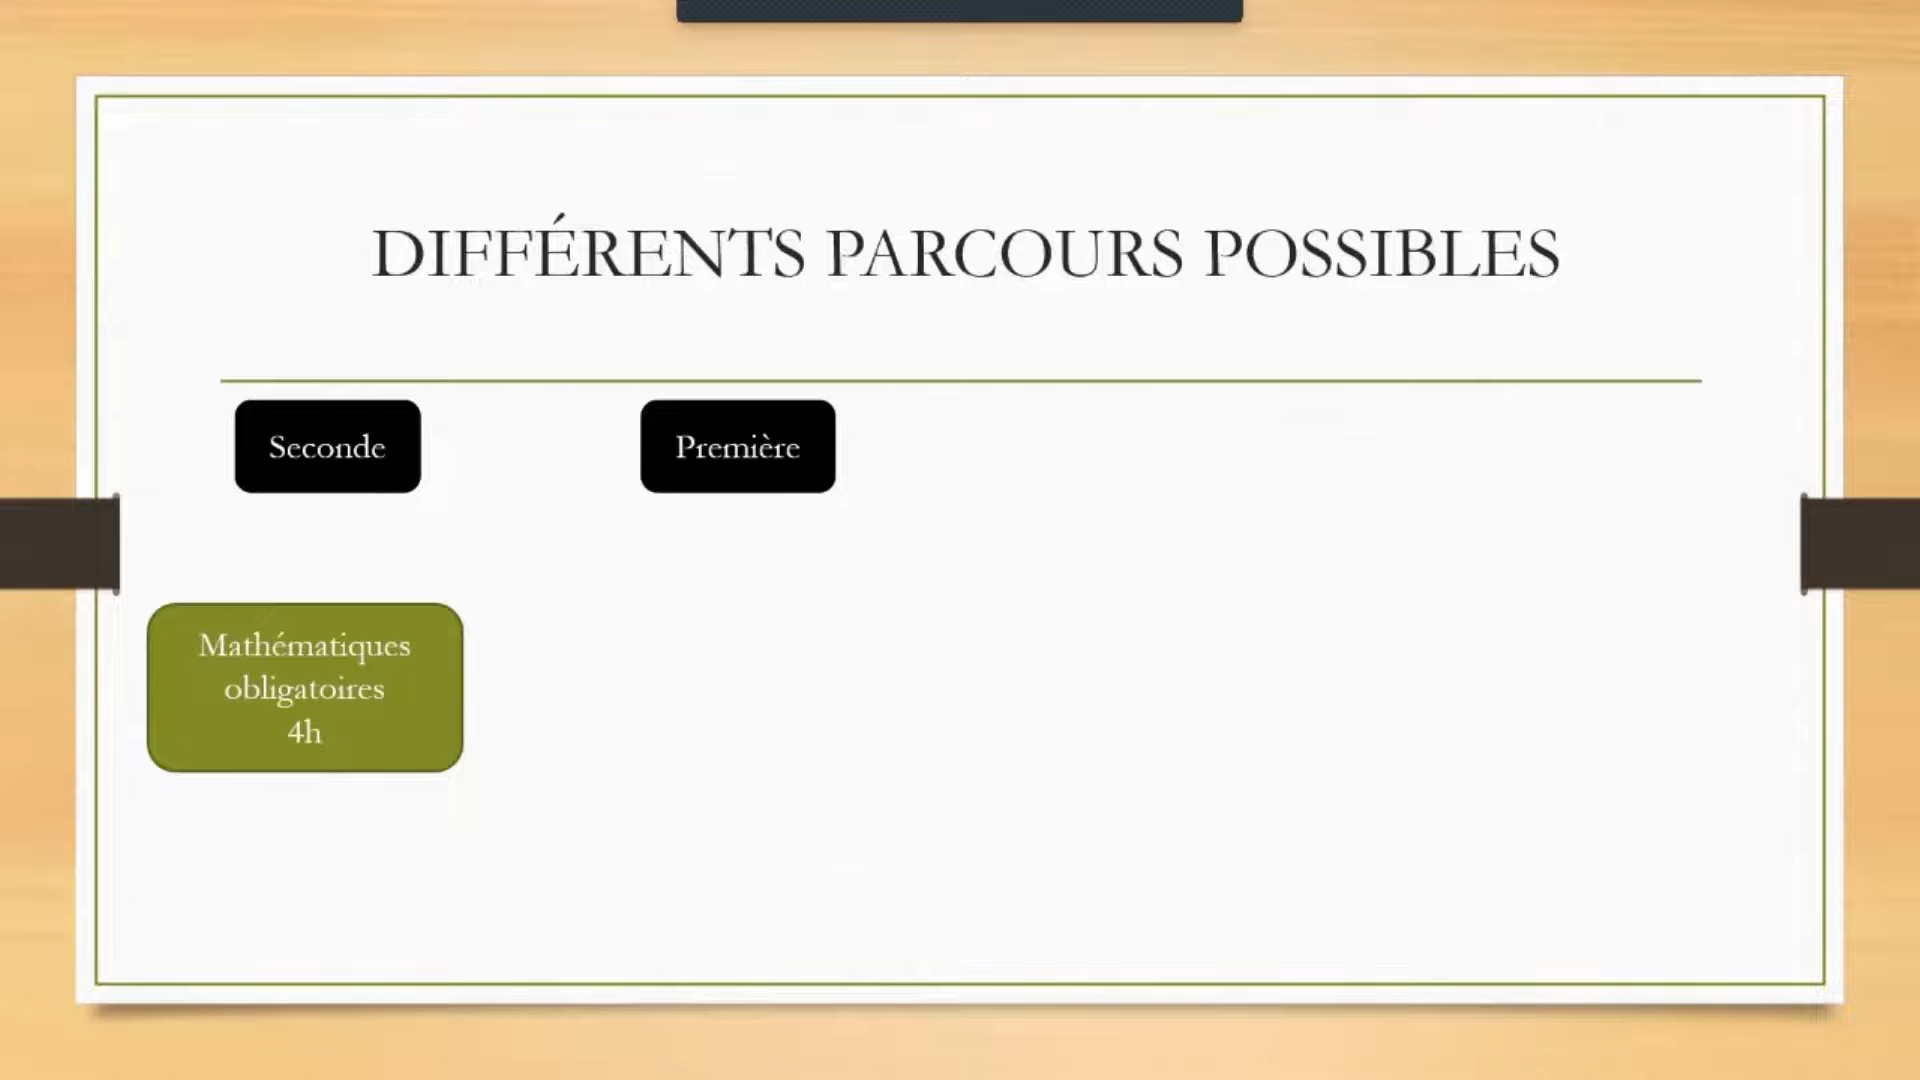 DIFFÉRENTS PARCOURS POSSIBLES
Seconde
Première
Mathématiques
obligatoires
4h